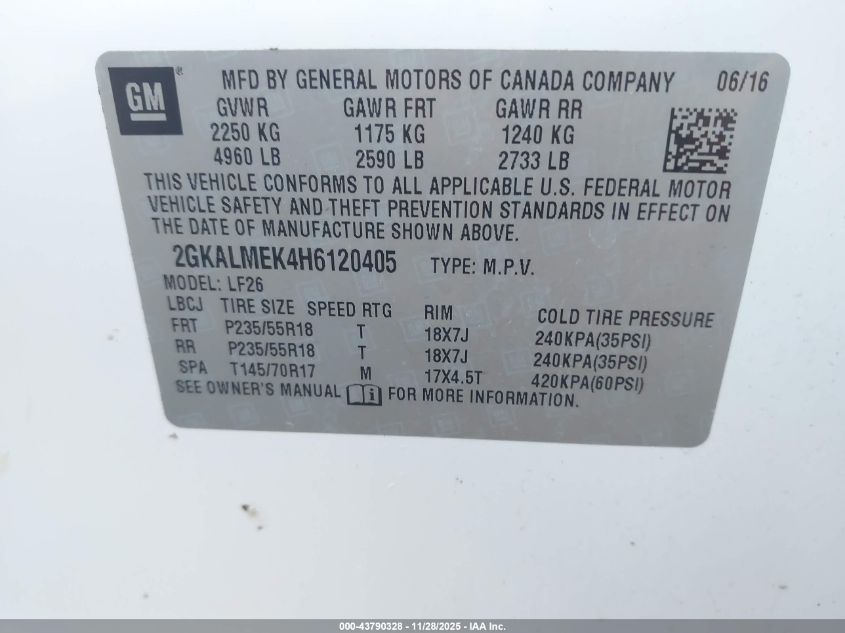 GM ® MFD BY GENERAL MOTORS OF CANADA COMPANY 06/16
GVWR GAWR FRT GAWR RR
2250 KG 1175 KG 1240 KG
4960 LB 2590 LB 2733 LB
THIS VEHICLE CONFORMS TO ALL APPLICABLE U.S. FEDERAL MOTOR
VEHICLE SAFETY AND THEFT PREVENTION STANDARDS IN EFFECT ON
THE DATE OF MANUFACTURE SHOWN ABOVE.
2GKALMEK4H6120405 TYPE: M.P.V.
MODEL: LF26
LBCJ TIRE SIZE SPEED RTG RIM COLD TIRE PRESSURE
FRT P235/55R18 T 18X7J 240KPA(35PSI)
RR P235/55R18 T 18X7J 240KPA(35PSI)
SPA T145/70R17 M 17X4.5T 420KPA(60PSI)
SEE OWNER'S MANUAL i FOR MORE INFORMATION.
000-43790328 - 11/28/2025 - IAA Inc.